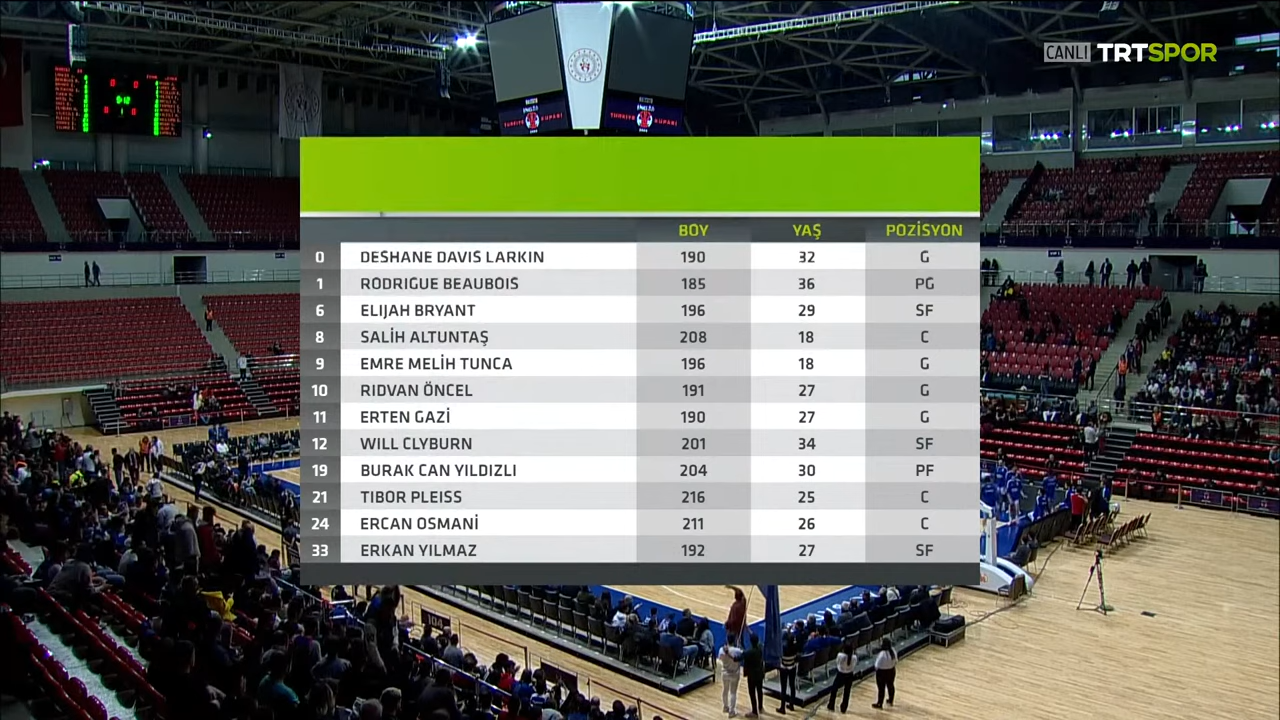 CANLI TRTSPOR
BOY YAŞ POZİSYON
0 DESHANE DAVIS LARKIN 190 32 G
1 RODRIGUE BEAUBOIS 185 36 PG
6 ELIJAH BRYANT 196 29 SF
8 SALİH ALTUNTAŞ 208 18 C
9 EMRE MELİH TUNCA 196 18 G
10 RIDVAN ÖNCEL 191 27 G
11 ERTEN GAZİ 190 27 G
12 WILL CLYBURN 201 34 SF
19 BURAK CAN YILDIZLI 204 30 PF
21 TIBOR PLEISS 216 25 C
24 ERCAN OSMANİ 211 26 C
33 ERKAN YILMAZ 192 27 SF
104